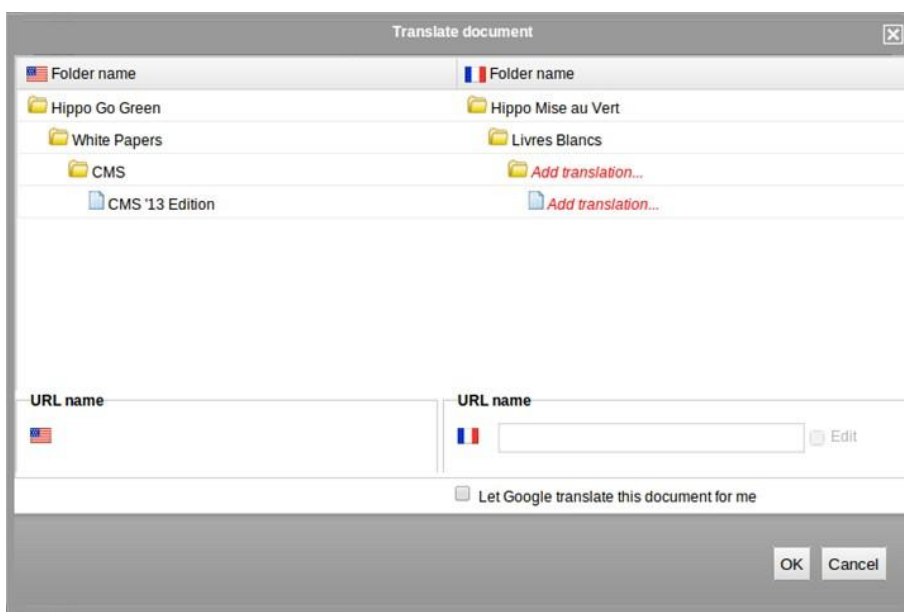 Translate document
Folder name Folder name
Hippo Go Green Hippo Mise au Vert
White Papers Livres Blancs
CMS Add translation...
CMS '13 Edition Add translation...
URL name URL name
Edit
Let Google translate this document for me
OK Cancel